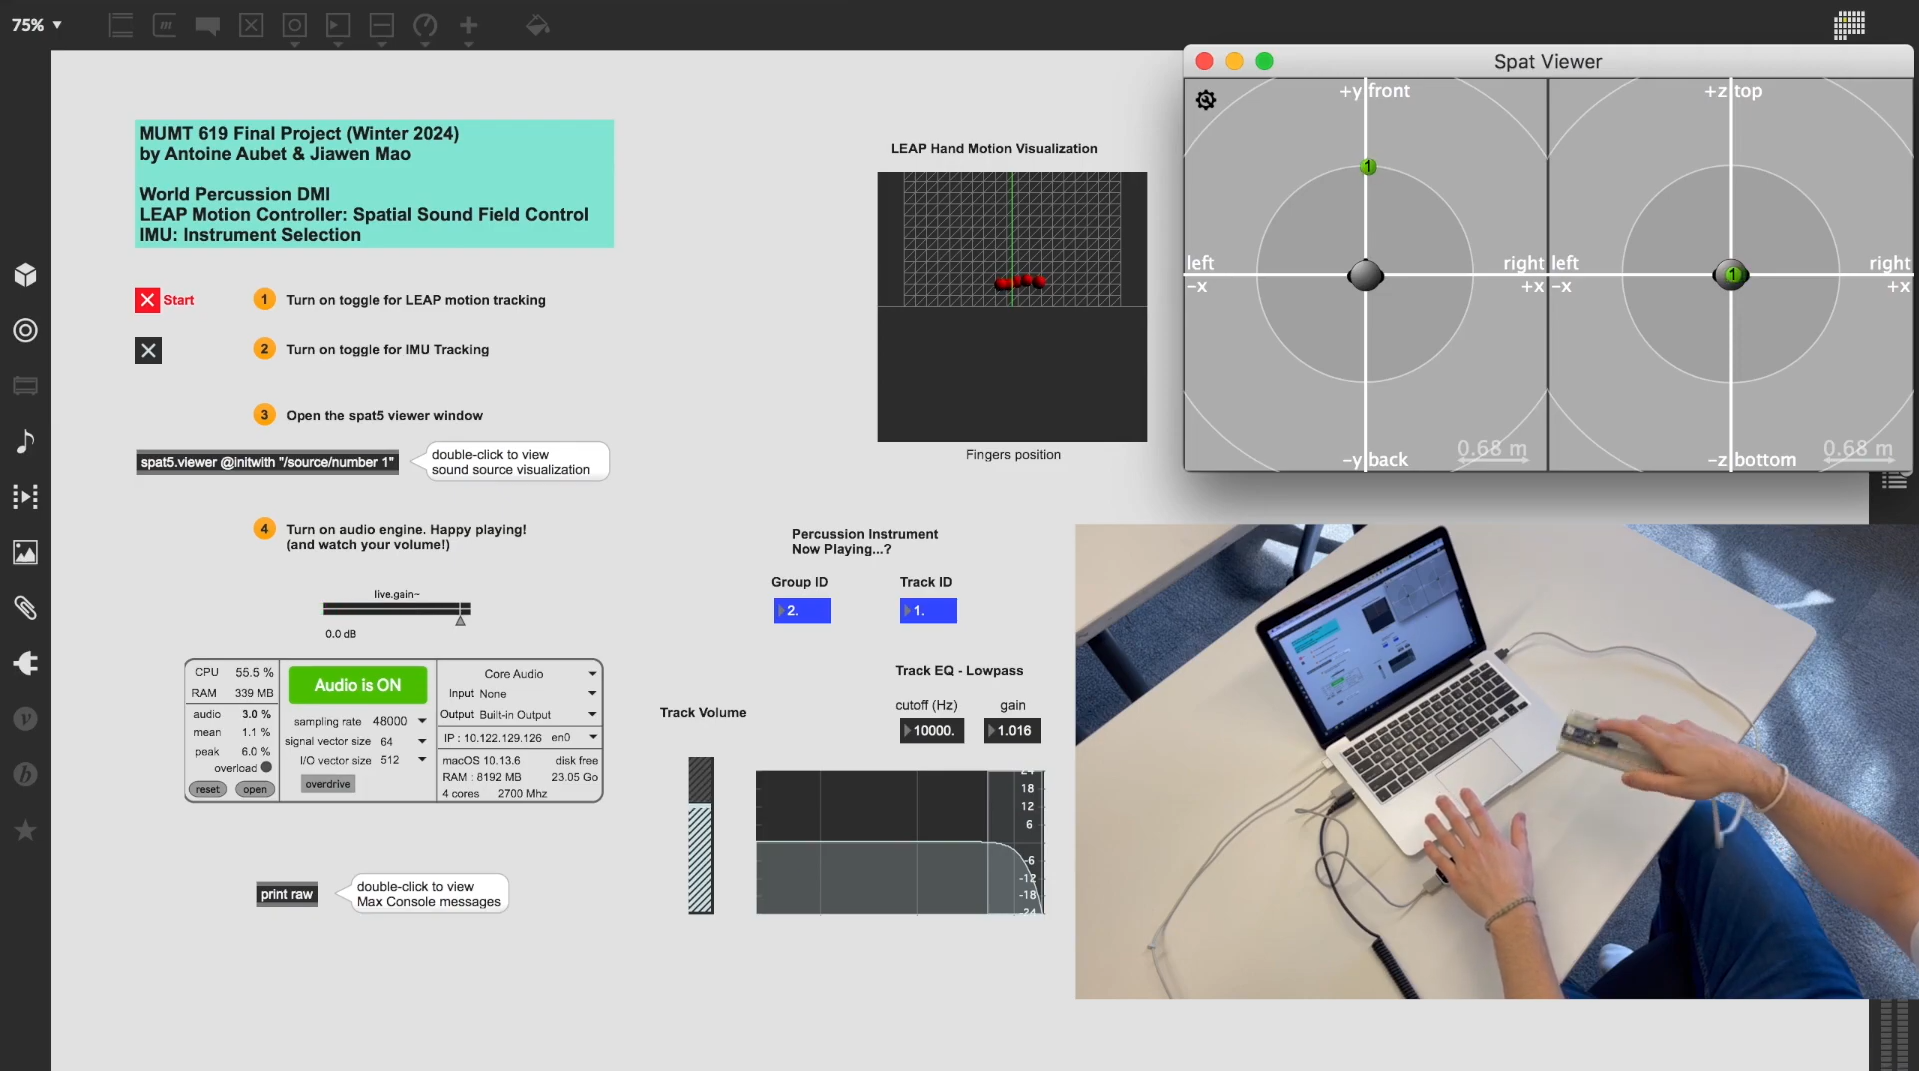 75%
m
MUMT 619 Final Project (Winter 2024)
by Antoine Aubet & Jiawen Mao
World Percussion DMI
LEAP Motion Controller: Spatial Sound Field Control
IMU: Instrument Selection
Start
1 Turn on toggle for LEAP motion tracking
2 Turn on toggle for IMU Tracking
3 Open the spat5 viewer window
spat5.viewer @initwith "/source/number 1"
double-click to view
sound source visualization
4 Turn on audio engine. Happy playing!
(and watch your volume!)
live.gain~
0.0 dB
CPU 55.5 %
RAM 339 MB
audio 3.0 %
mean 1.1 %
peak 6.0 %
overload
reset open
Audio is ON
sampling rate 48000
signal vector size 64
I/O vector size 512
overdrive
Core Audio
Input None
Output Built-in Output
IP : 10.122.129.126 en0
macOS 10.13.6 disk free
RAM : 8192 MB 23.05 Go
4 cores 2700 Mhz
print raw
double-click to view
Max Console messages
LEAP Hand Motion Visualization
Fingers position
Percussion Instrument
Now Playing...?
Group ID Track ID
2. 1.
Track EQ - Lowpass
cutoff (Hz) gain
10000. 1.016
Track Volume
24
18
12
6
-6
-12
-18
-24
Spat Viewer
+y front
1
left right
-x +x
-y back
0.68 m
+z top
left right
1
-x +x
-z bottom
0.68 m
v
b